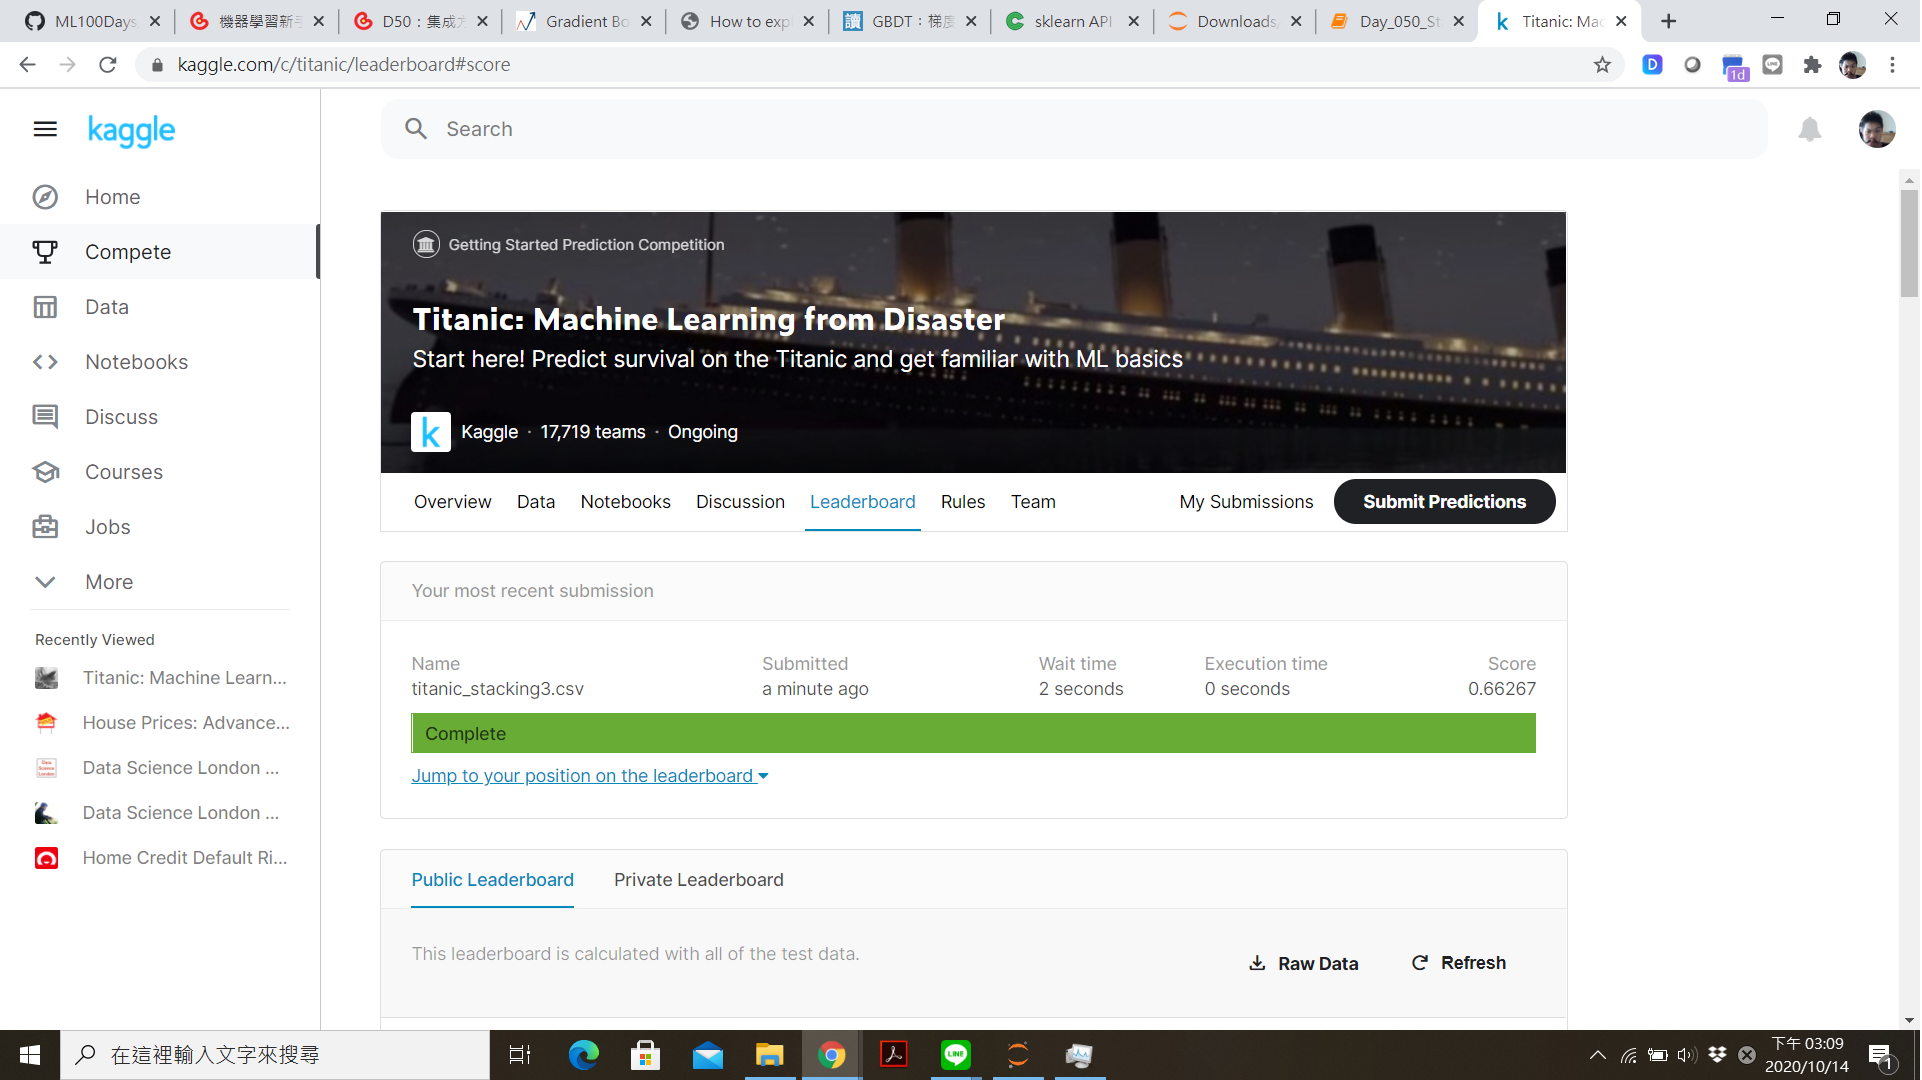 ML100Days
機器學習新手
D50：集成方
Gradient Bo
How to expl
GBDT：梯度
sklearn API
Downloads/
Day_050_St
Titanic: Mac
kaggle.com/c/titanic/leaderboard#score
1d
kaggle
Search
Home
Compete
Data
Notebooks
Discuss
Courses
Jobs
More
Recently Viewed
Titanic: Machine Learn...
House Prices: Advance...
Data Science London ...
Data Science London ...
Home Credit Default Ri...
Getting Started Prediction Competition
Titanic: Machine Learning from Disaster
Start here! Predict survival on the Titanic and get familiar with ML basics
k Kaggle · 17,719 teams · Ongoing
Overview Data Notebooks Discussion Leaderboard Rules Team My Submissions Submit Predictions
Your most recent submission
Name Submitted Wait time Execution time Score
titanic_stacking3.csv a minute ago 2 seconds 0 seconds 0.66267
Complete
Jump to your position on the leaderboard
Public Leaderboard Private Leaderboard
This leaderboard is calculated with all of the test data.
Raw Data Refresh
在這裡輸入文字來搜尋
LINE
下午 03:09
2020/10/14
1